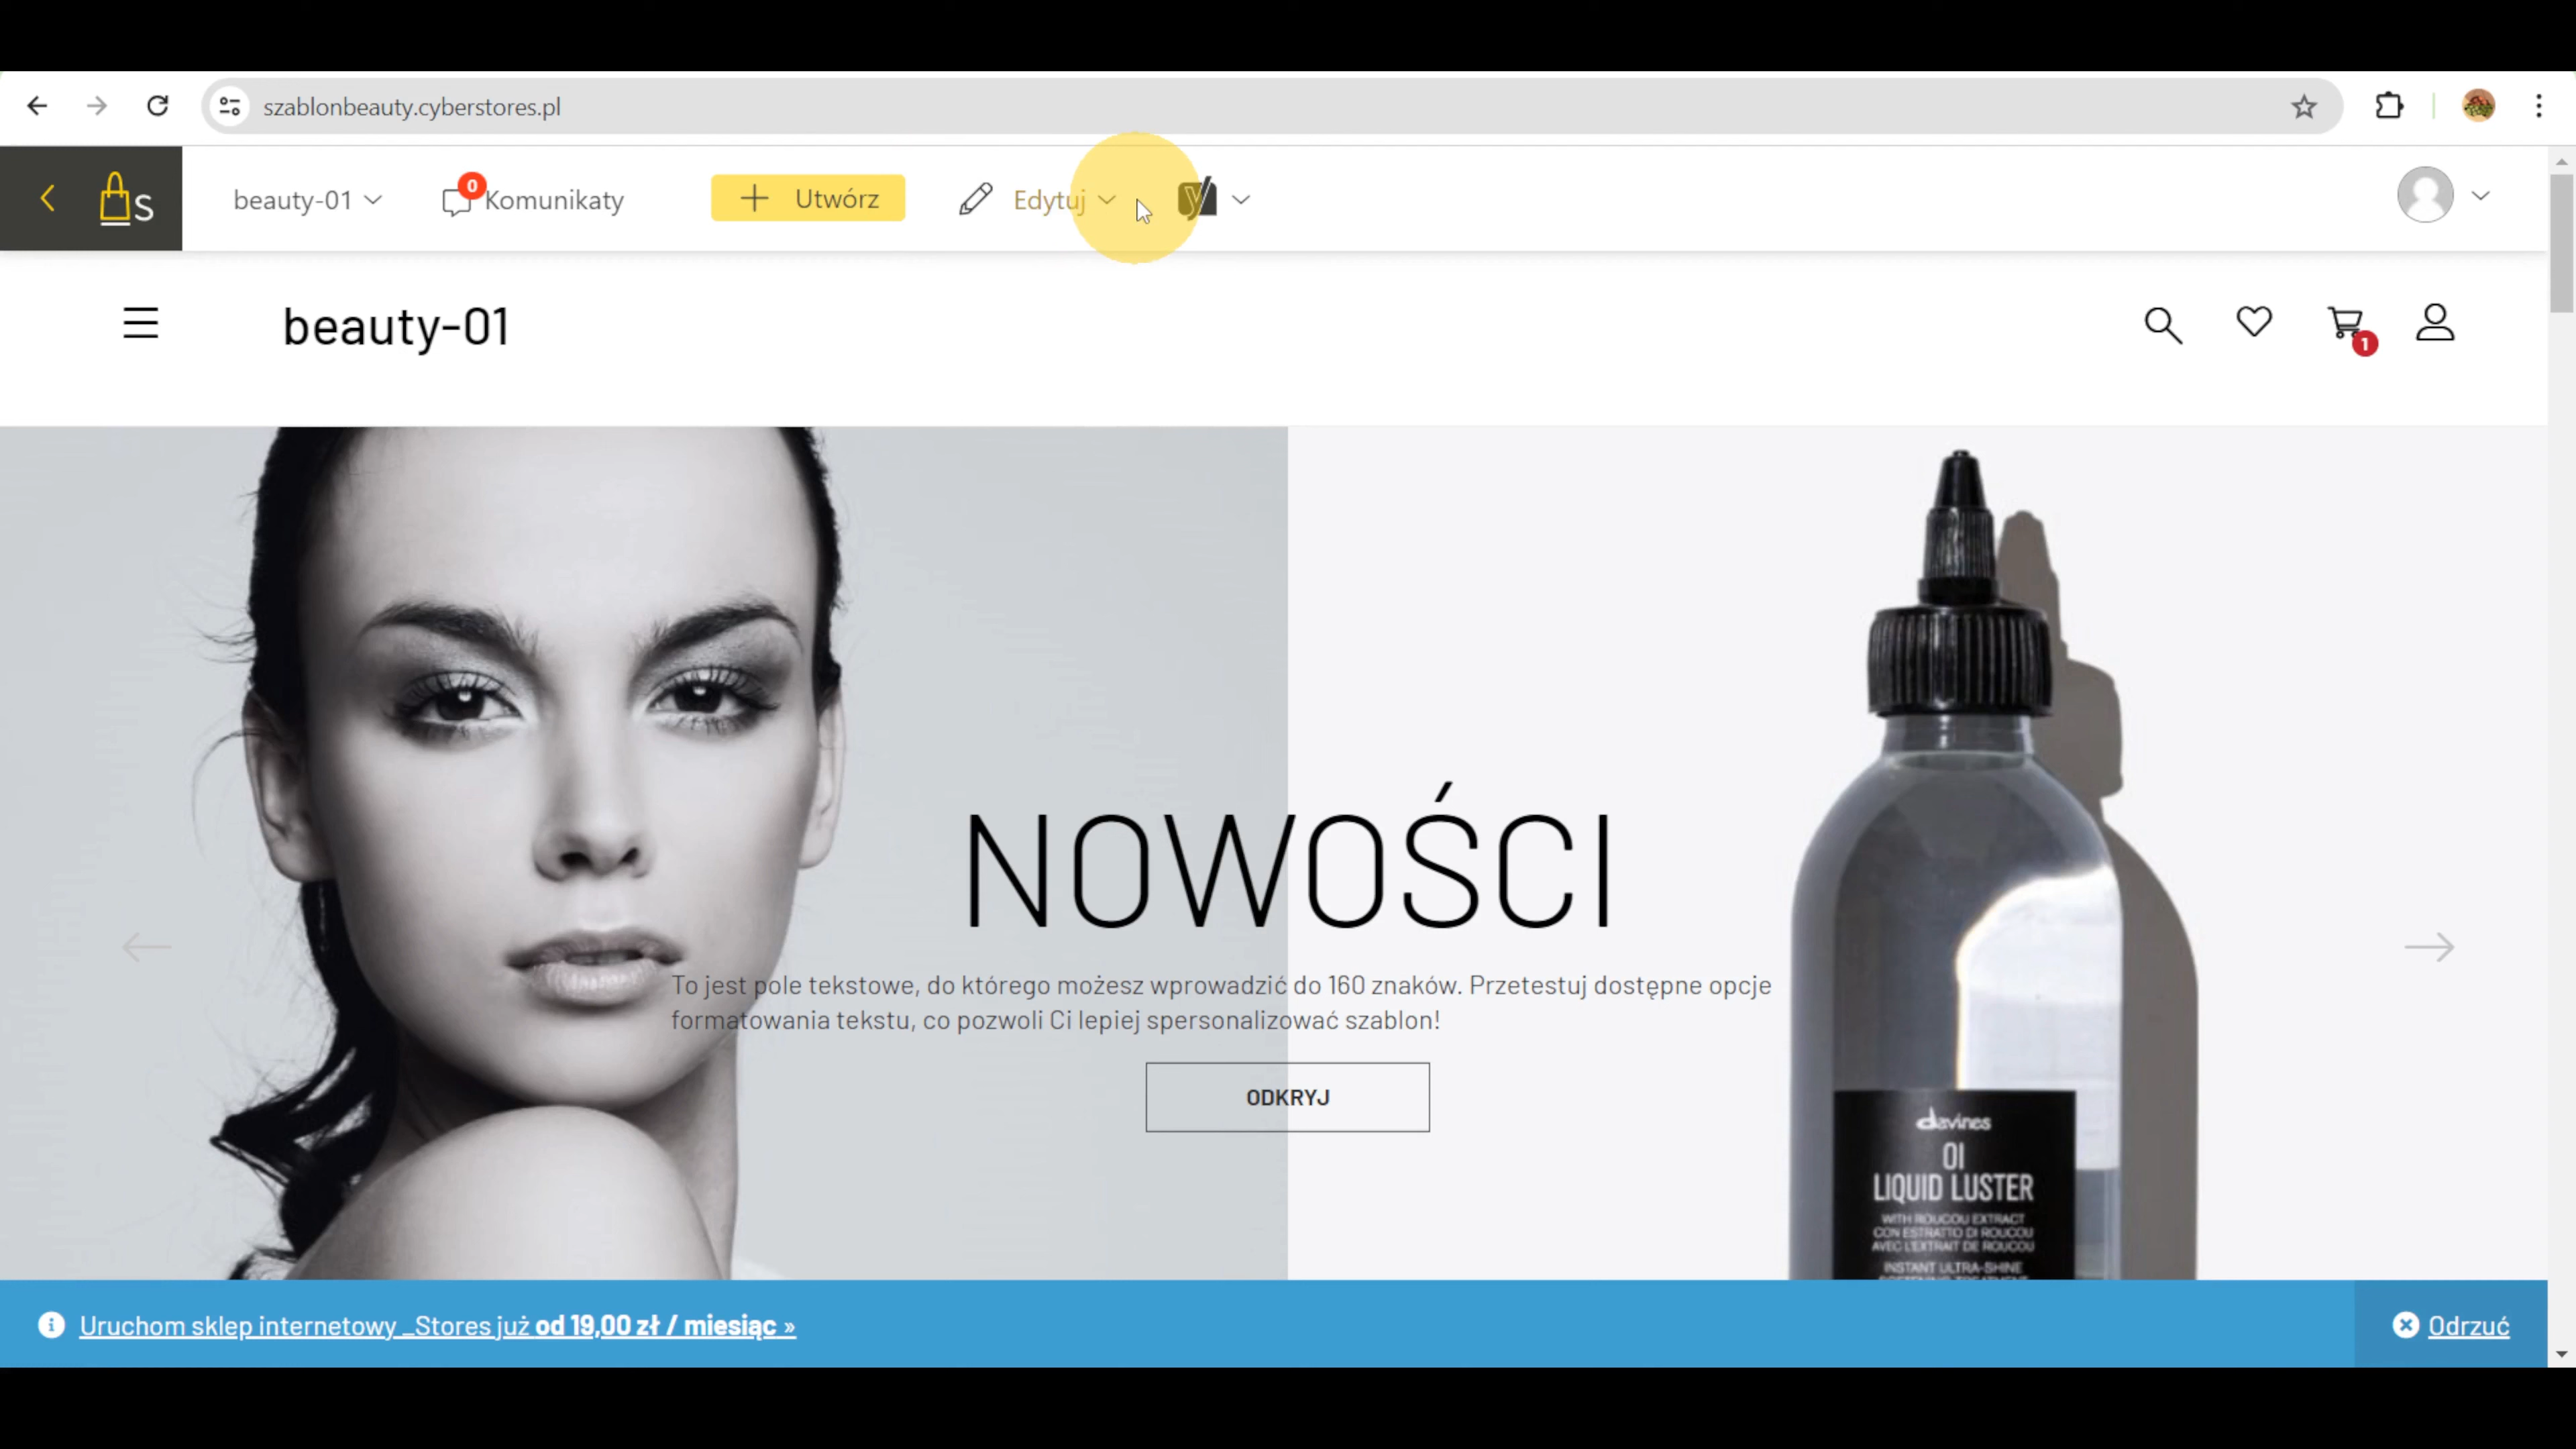 szablonbeauty.cyberstores.pl
s
beauty-01
0
Komunikaty
Utwórz
Edytuj
y
beauty-01
1
NOWOŚCI
To jest pole tekstowe, do którego możesz wprowadzić do 160 znaków. Przetestuj dostępne opcje
formatowania tekstu, co pozwoli Ci lepiej spersonalizować szablon!
ODKRYJ
davines
OI
LIQUID LUSTER
WITH ROUCOU EXTRACT
CON ESTRATTO DI ROUCOU
AVEC L'EXTRAIT DE ROUCOU
INSTANT ULTRA-SHINE
Uruchom sklep internetowy _Stores już od 19,00 zł / miesiąc »
Odrzuć